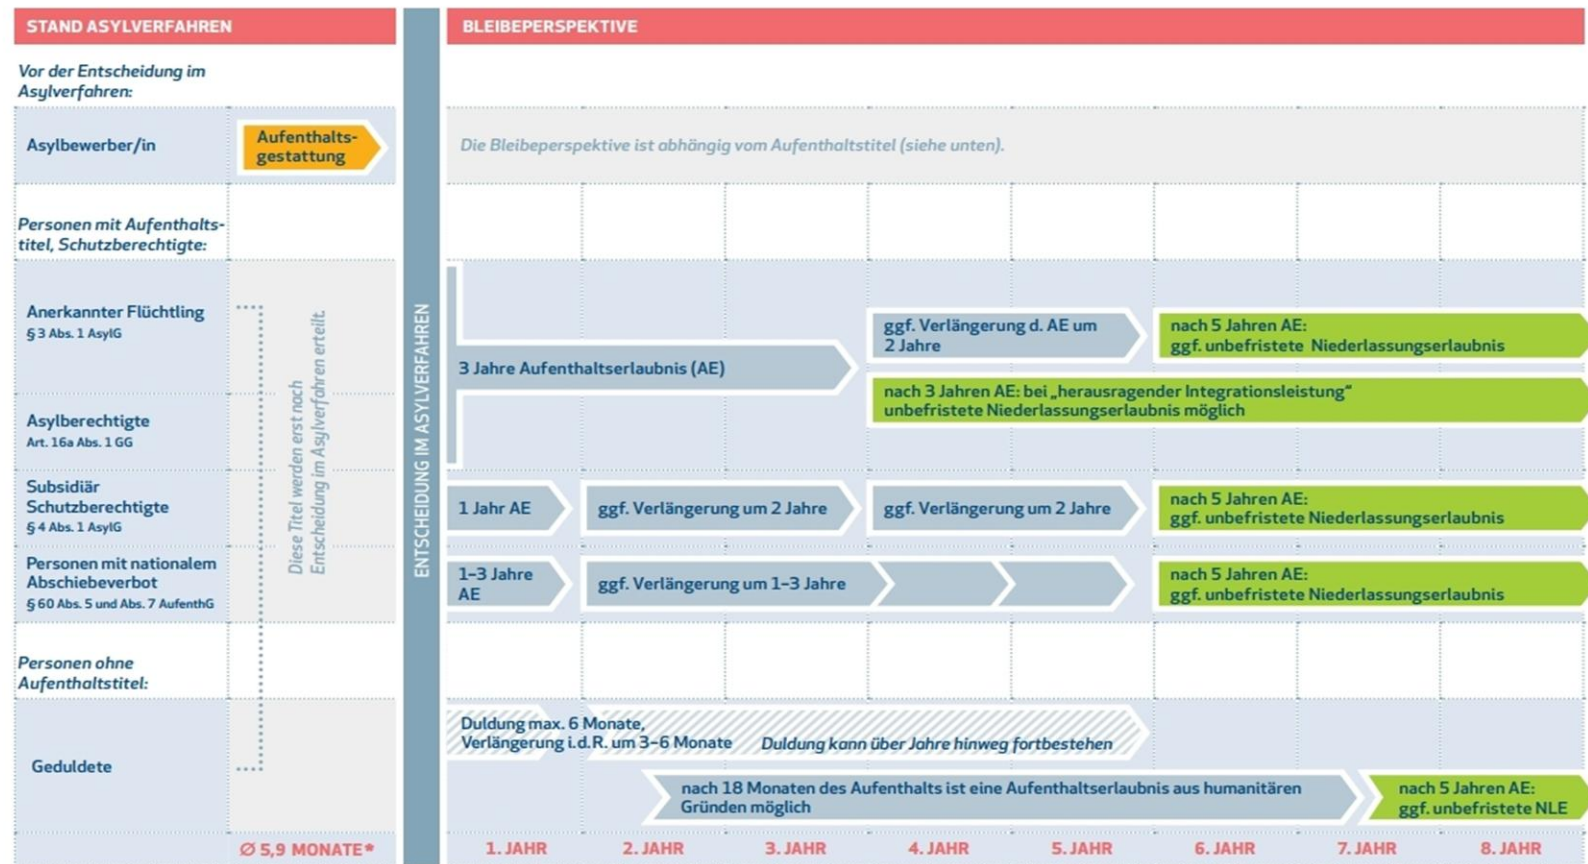 STAND ASYLVERFAHREN
BLEIBEPERSPEKTIVE
Vor der Entscheidung im
Asylverfahren:
Asylbewerber/in
Aufenthalts-
gestattung
Die Bleibeperspektive ist abhängig vom Aufenthaltstitel (siehe unten).
Personen mit Aufenthalts-
titel, Schutzberechtigte:
Anerkannter Flüchtling
§ 3 Abs. 1 AsylG
Asylberechtigte
Art. 16a Abs. 1 GG
Diese Titel werden erst nach
Entscheidung im Asylverfahren erteilt.
ENTSCHEIDUNG IM ASYLVERFAHREN
3 Jahre Aufenthaltserlaubnis (AE)
ggf. Verlängerung d. AE um
2 Jahre
nach 5 Jahren AE:
ggf. unbefristete Niederlassungserlaubnis
nach 3 Jahren AE: bei „herausragender Integrationsleistung“
unbefristete Niederlassungserlaubnis möglich
Subsidiär
Schutzberechtigte
§ 4 Abs. 1 AsylG
1 Jahr AE
ggf. Verlängerung um 2 Jahre
ggf. Verlängerung um 2 Jahre
nach 5 Jahren AE:
ggf. unbefristete Niederlassungserlaubnis
Personen mit nationalem
Abschiebeverbot
§ 60 Abs. 5 und Abs. 7 AufenthG
1–3 Jahre
AE
ggf. Verlängerung um 1–3 Jahre
nach 5 Jahren AE:
ggf. unbefristete Niederlassungserlaubnis
Personen ohne
Aufenthaltstitel:
Geduldete
Duldung max. 6 Monate,
Verlängerung i.d.R. um 3–6 Monate
Duldung kann über Jahre hinweg fortbestehen
nach 18 Monaten des Aufenthalts ist eine Aufenthaltserlaubnis aus humanitären
Gründen möglich
nach 5 Jahren AE:
ggf. unbefristete NLE
Ø 5,9 MONATE*
1. JAHR
2. JAHR
3. JAHR
4. JAHR
5. JAHR
6. JAHR
7. JAHR
8. JAHR